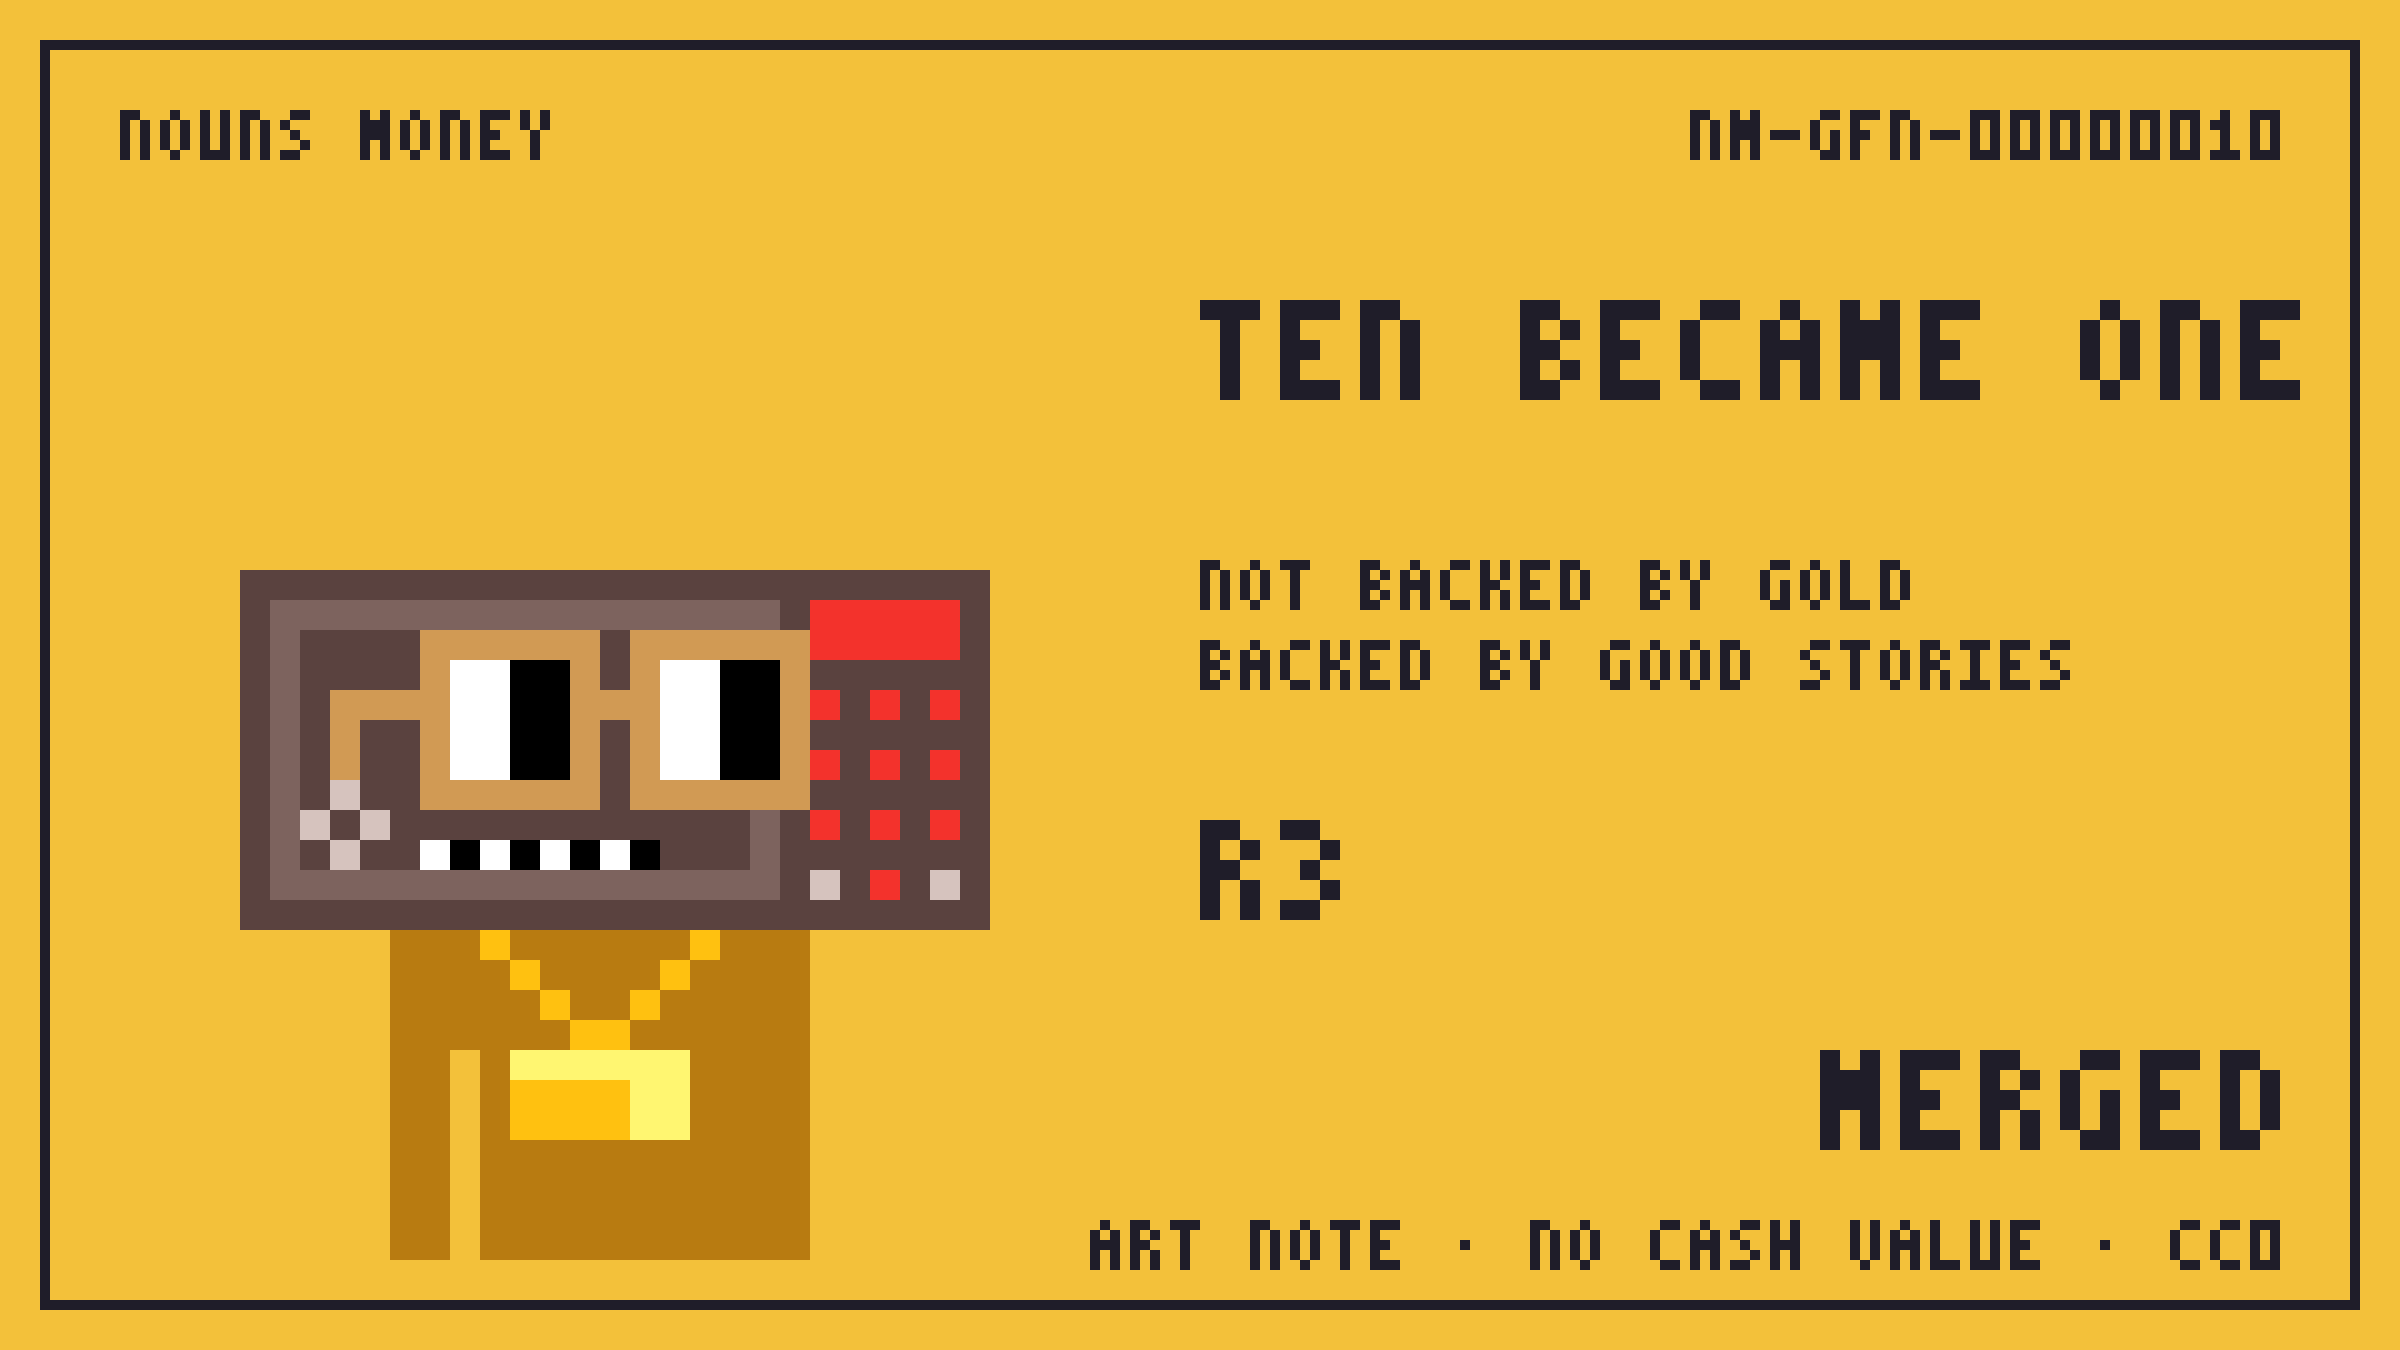 NOUNS MONEY
NM-GFN-00000010
TEN BECAME ONE
NOT BACKED BY GOLD
BACKED BY GOOD STORIES
R3
MERGED
ART NOTE · NO CASH VALUE · CC0